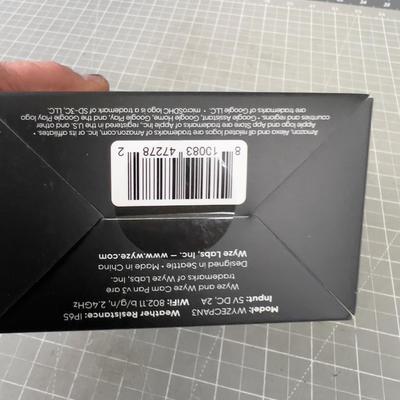 Model: WYZECPAN3 Weather Resistance: IP65
Input: 5V DC, 2A WiFi: 802.11 b/g/n, 2.4GHz
Wyze and Wyze Cam Pan v3 are
trademarks of Wyze Labs, Inc.
Designed in Seattle • Made in China
Wyze Labs, Inc. — www.wyze.com
8 10083 47278 2
Amazon, Alexa and all related logos are trademarks of Amazon.com, Inc. or its affiliates.
Apple logo and App Store are trademarks of Apple Inc., registered in the U.S. and other
countries and regions. • Google Assistant, Google Home, Google Play, and the Google Play logo
are trademarks of Google LLC. • microSDHC logo is a trademark of SD-3C, LLC.